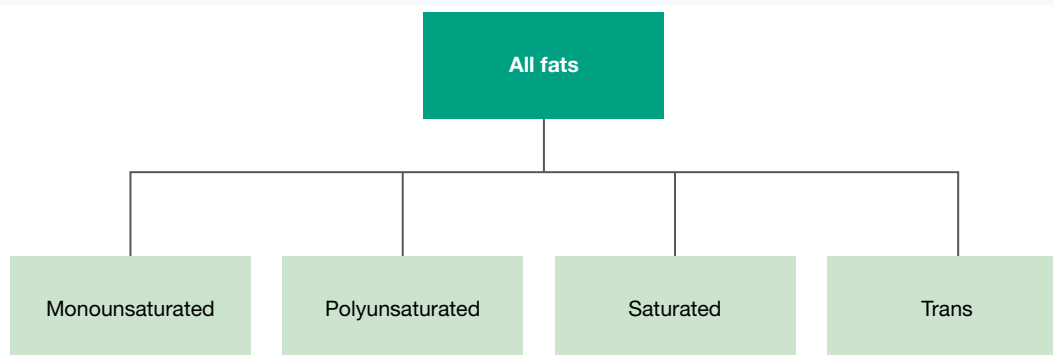 All fats
Monounsaturated
Polyunsaturated
Saturated
Trans